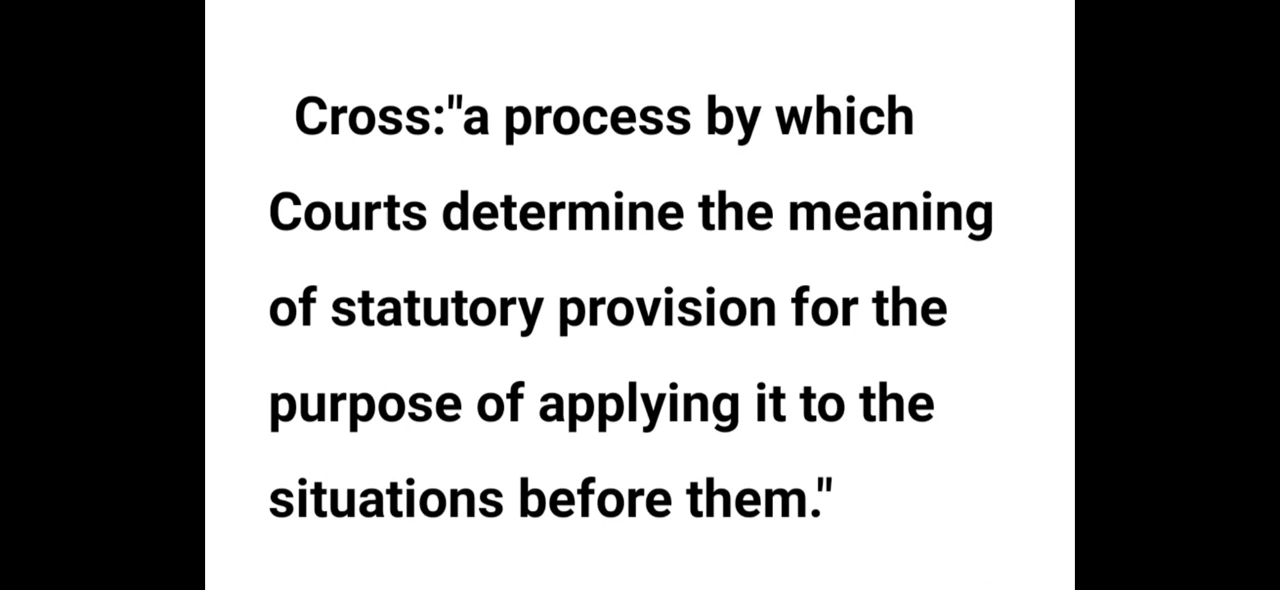 Cross:"a process by which
Courts determine the meaning
of statutory provision for the
purpose of applying it to the
situations before them."